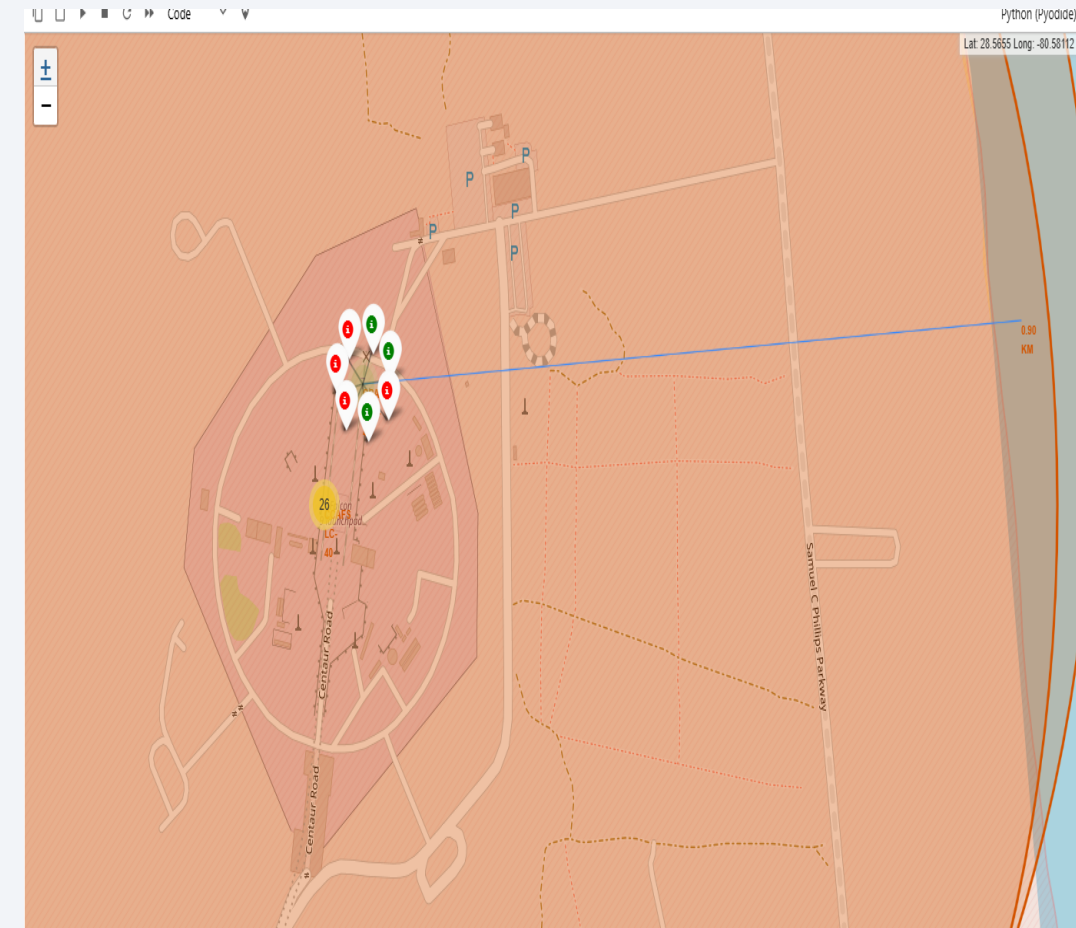 Code
Python (Pyodide)
Lat: 28.5655 Long: -80.58112
+
−
P
P
P
P
P
0.90
KM
i
i
i
i
i
i
i
26
LC-
40
Samuel C Phillips Parkway
Centaur Road
Centaur Road